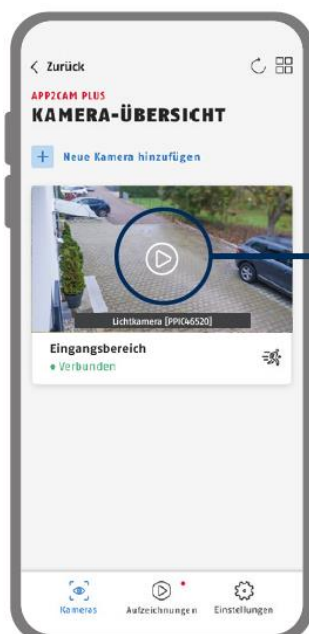 Zurück
APP2CAM PLUS
KAMERA-ÜBERSICHT
+ Neue Kamera hinzufügen
Lichtkamera [PPIC46520]
Eingangsbereich
• Verbunden
Kameras
Aufzeichnungen
Einstellungen